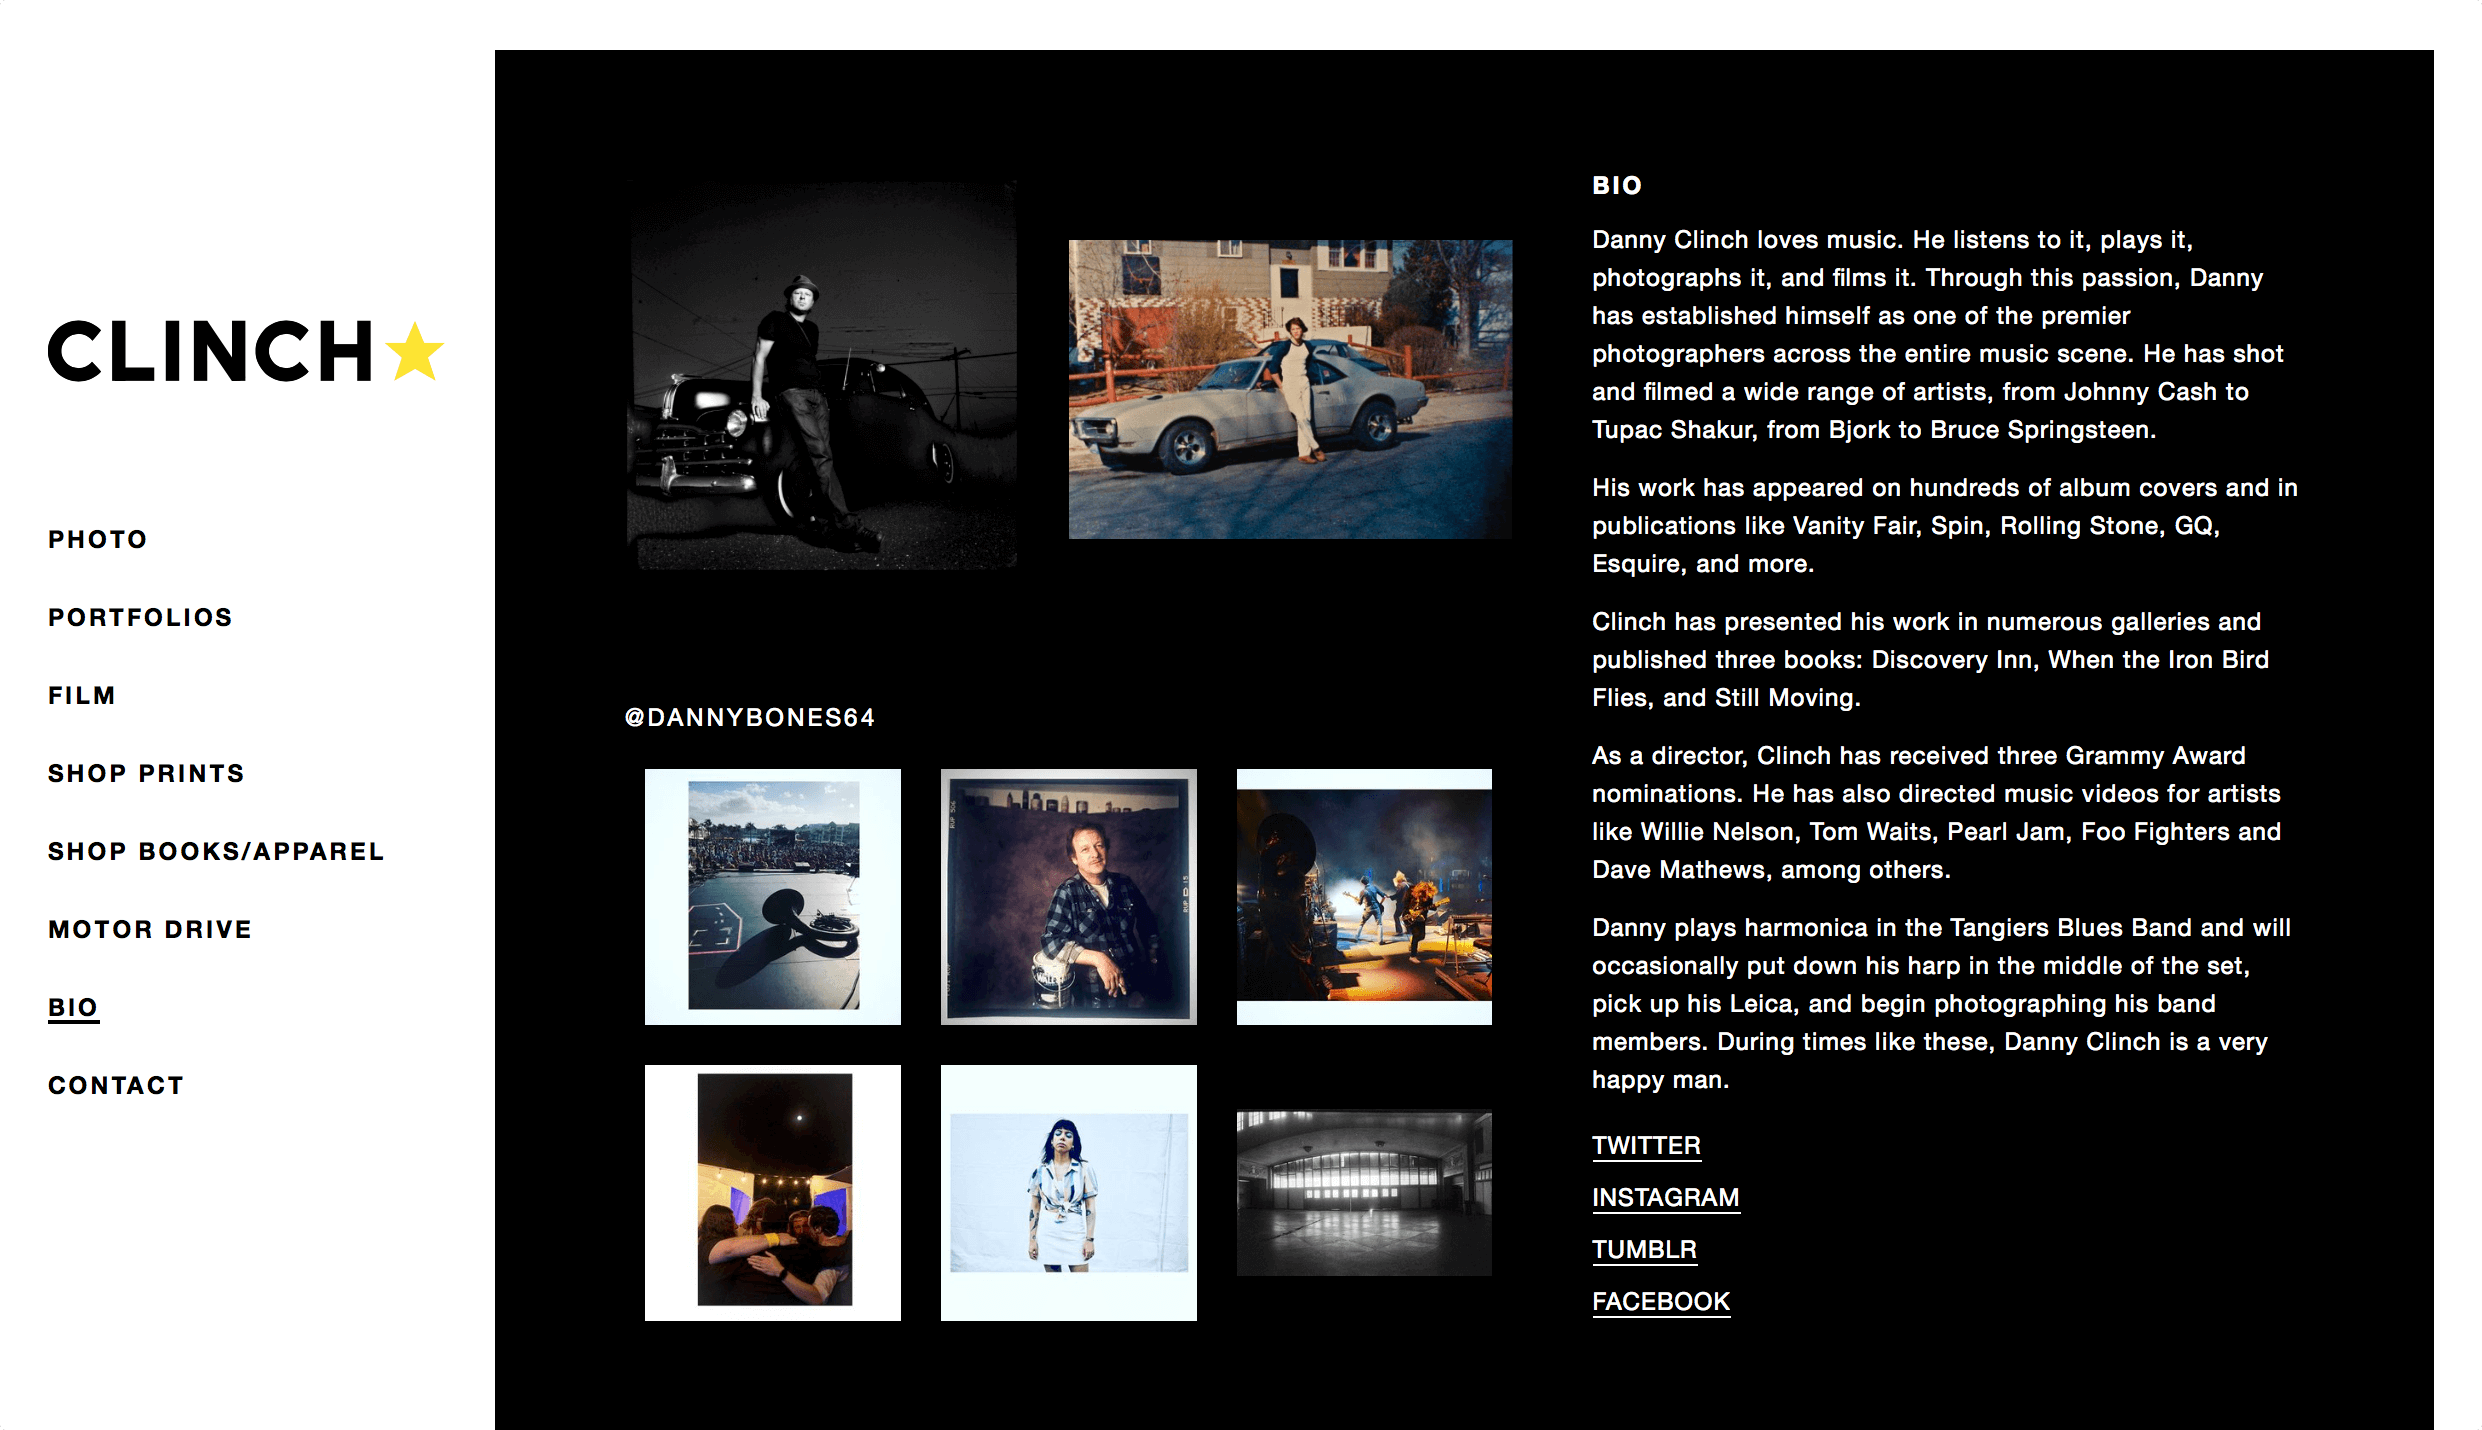 CLINCH
PHOTO
PORTFOLIOS
FILM
SHOP PRINTS
SHOP BOOKS/APPAREL
MOTOR DRIVE
BIO
CONTACT
@DANNYBONES64
BIO
Danny Clinch loves music. He listens to it, plays it,
photographs it, and films it. Through this passion, Danny
has established himself as one of the premier
photographers across the entire music scene. He has shot
and filmed a wide range of artists, from Johnny Cash to
Tupac Shakur, from Bjork to Bruce Springsteen.
His work has appeared on hundreds of album covers and in
publications like Vanity Fair, Spin, Rolling Stone, GQ,
Esquire, and more.
Clinch has presented his work in numerous galleries and
published three books: Discovery Inn, When the Iron Bird
Flies, and Still Moving.
As a director, Clinch has received three Grammy Award
nominations. He has also directed music videos for artists
like Willie Nelson, Tom Waits, Pearl Jam, Foo Fighters and
Dave Mathews, among others.
Danny plays harmonica in the Tangiers Blues Band and will
occasionally put down his harp in the middle of the set,
pick up his Leica, and begin photographing his band
members. During times like these, Danny Clinch is a very
happy man.
TWITTER
INSTAGRAM
TUMBLR
FACEBOOK